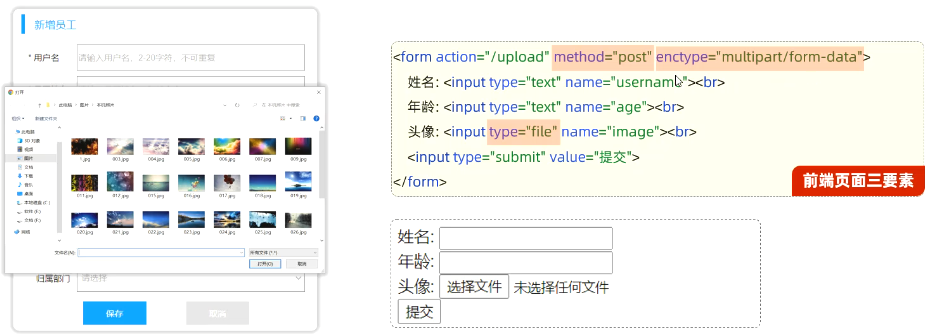 新增员工
* 用户名
请输入用户名，2-20字符，不可重复
打开
此电脑 > 图片 > 本机照片
组织
新建文件夹
此电脑
3D 对象
视频
图片
文档
下载
音乐
桌面
本地磁盘 (C:)
软件 (D:)
文档 (E:)
网络
1.jpg 003.jpg 004.jpg 005.jpg 006.jpg 007.jpg 009.jpg
011.jpg 012.jpg 015.jpg 016.jpg 017.jpg 018.jpg 019.jpg
020.jpg 021.jpg 022.jpg 023.jpg 024.jpg 025.jpg 026.jpg
文件名(N):
所有文件 (*.*)
打开(O)
取消
归属部门
请选择
保存
取消
<form action="/upload" method="post" enctype="multipart/form-data">
姓名: <input type="text" name="username"><br>
年龄: <input type="text" name="age"><br>
头像: <input type="file" name="image"><br>
<input type="submit" value="提交">
</form>
前端页面三要素
姓名:
年龄:
头像: 选择文件 未选择任何文件
提交